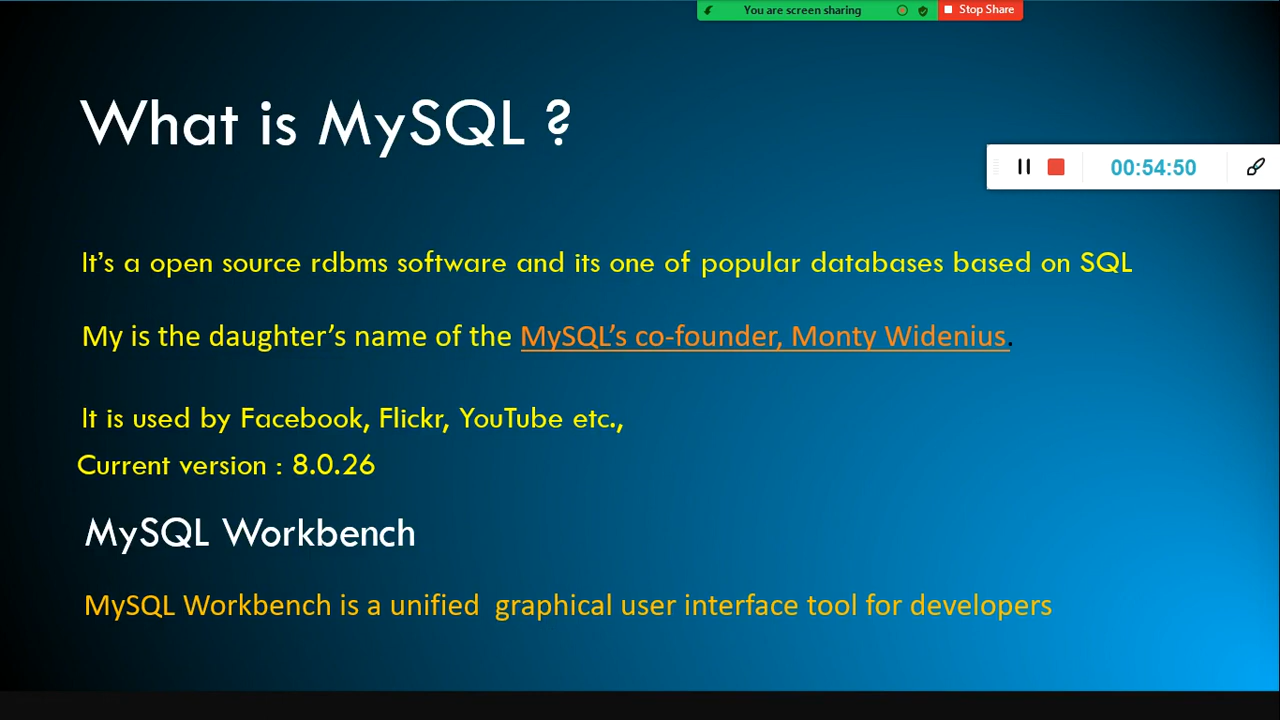 You are screen sharing Stop Share
What is MySQL ?
00:54:50
It’s a open source rdbms software and its one of popular databases based on SQL
My is the daughter’s name of the MySQL’s co-founder, Monty Widenius.
It is used by Facebook, Flickr, YouTube etc.,
Current version : 8.0.26
MySQL Workbench
MySQL Workbench is a unified  graphical user interface tool for developers